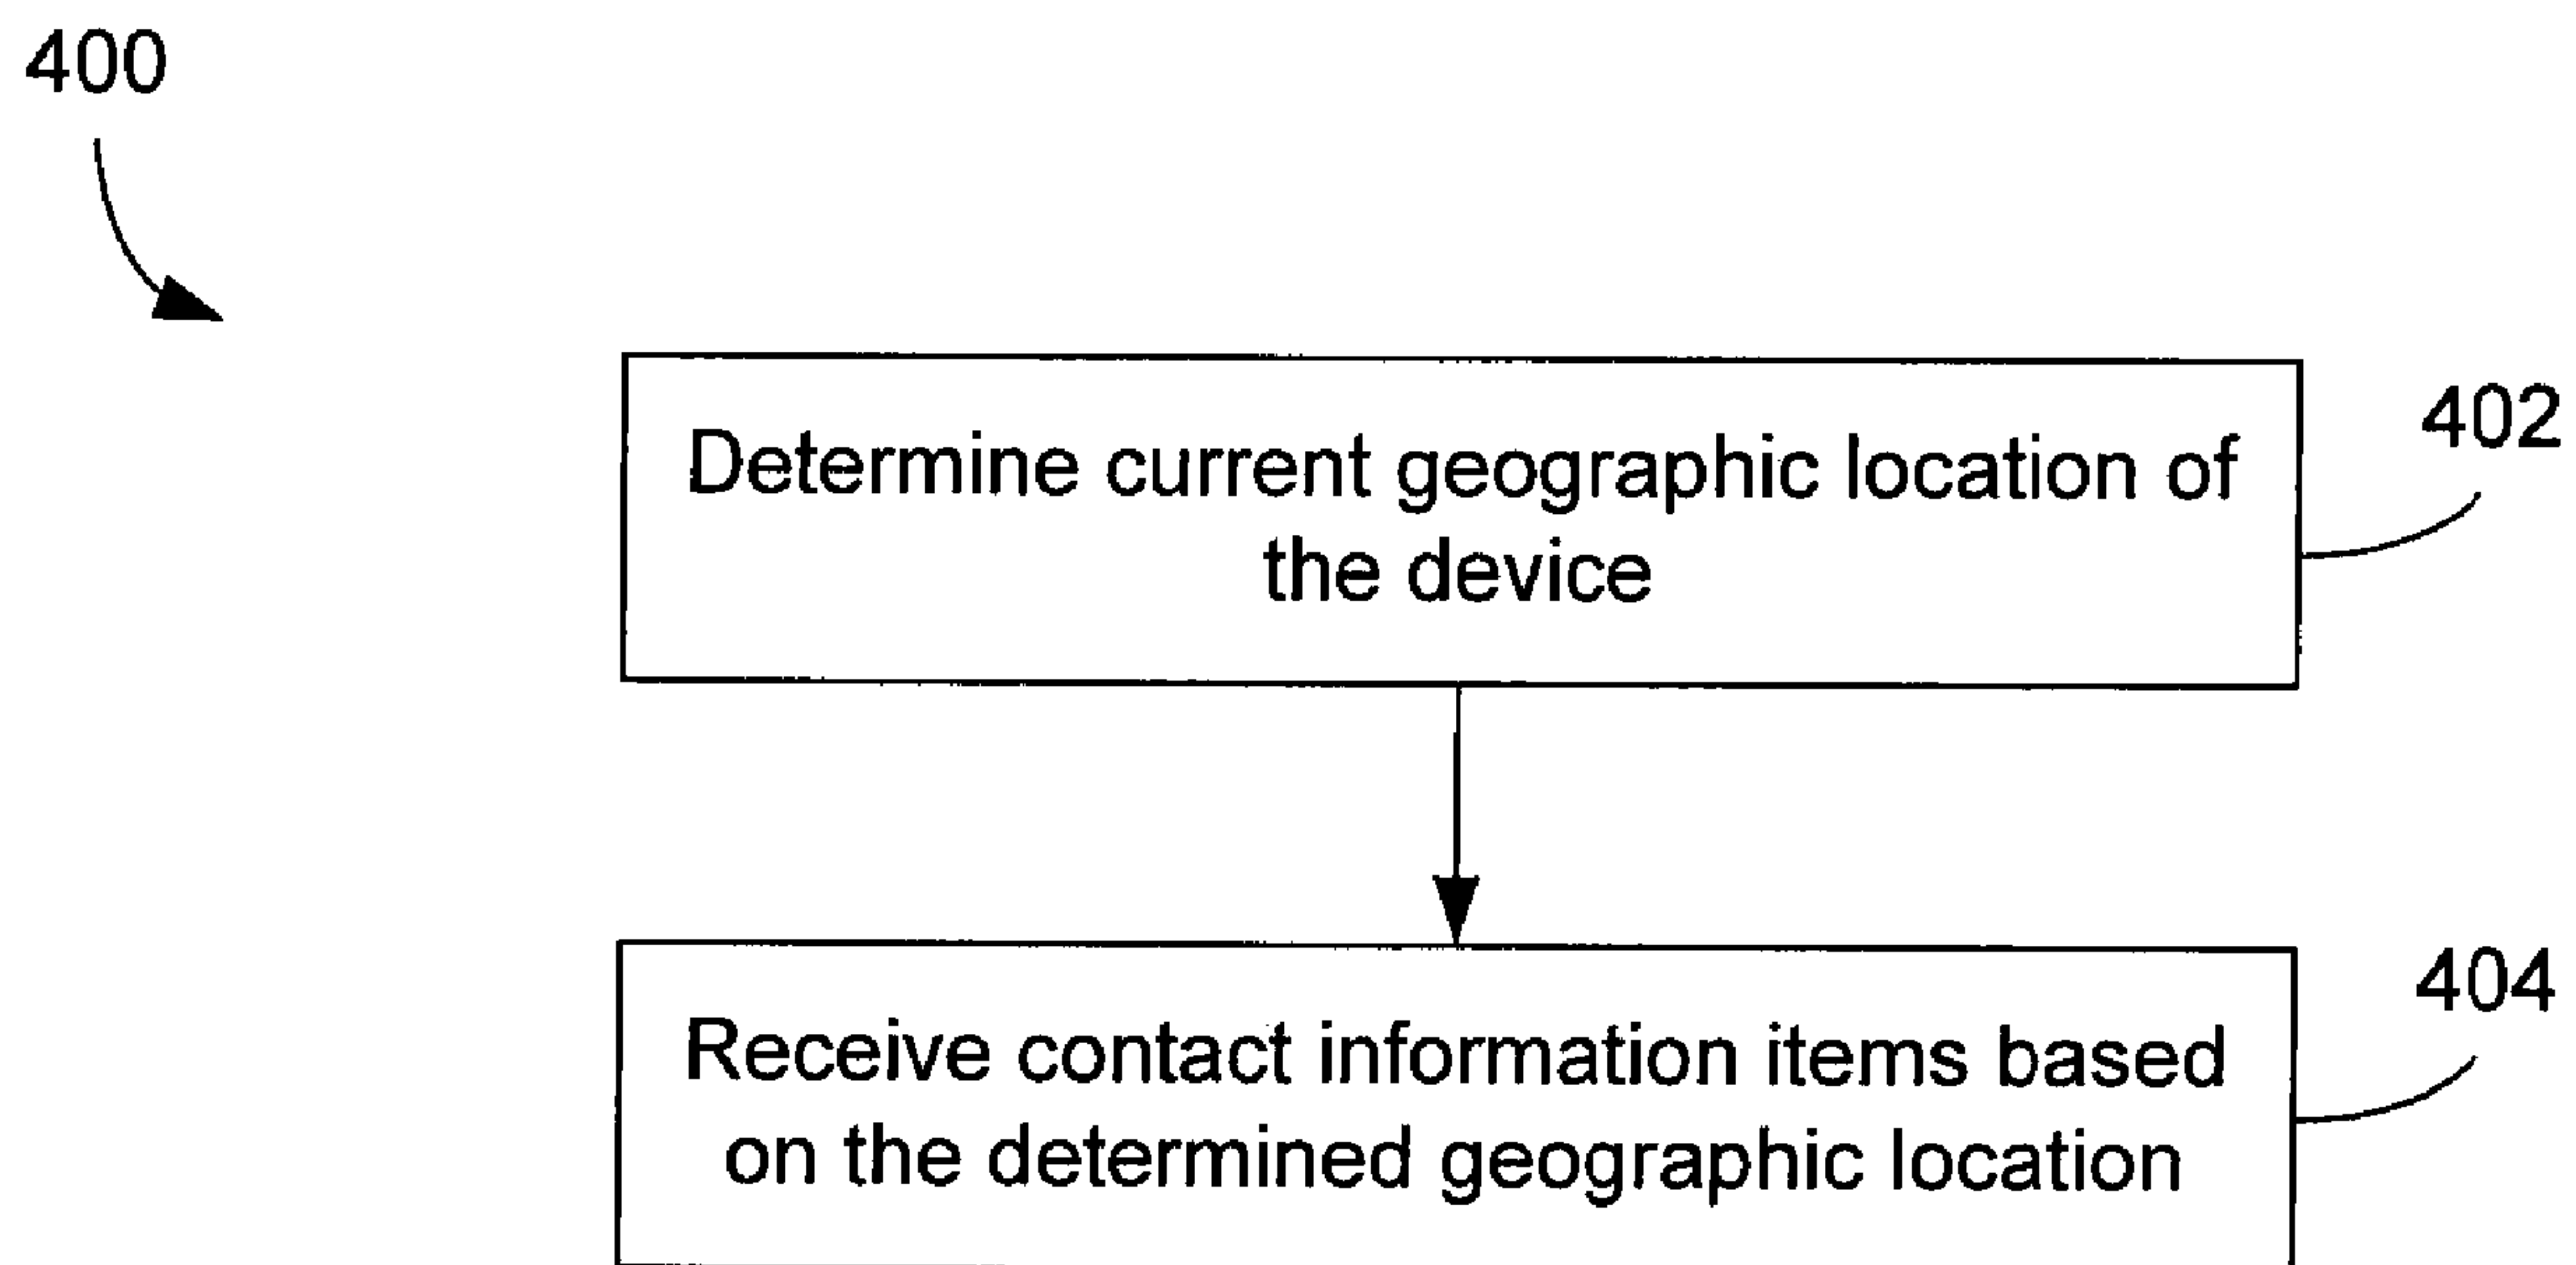 400
Determine current geographic location of
the device
402
Receive contact information items based
on the determined geographic location
404